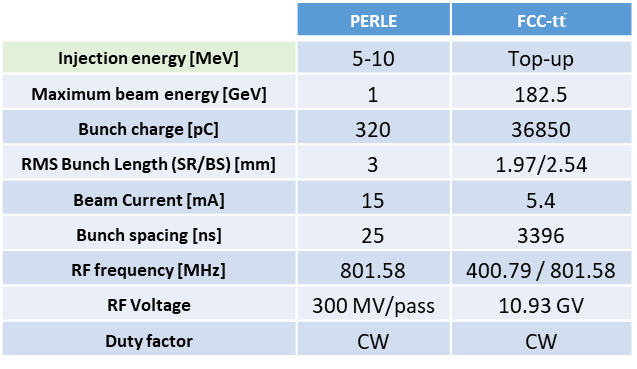 PERLE FCC-tt̄
Injection energy [MeV] 5-10 Top-up
Maximum beam energy [GeV] 1 182.5
Bunch charge [pC] 320 36850
RMS Bunch Length (SR/BS) [mm] 3 1.97/2.54
Beam Current [mA] 15 5.4
Bunch spacing [ns] 25 3396
RF frequency [MHz] 801.58 400.79 / 801.58
RF Voltage 300 MV/pass 10.93 GV
Duty factor CW CW